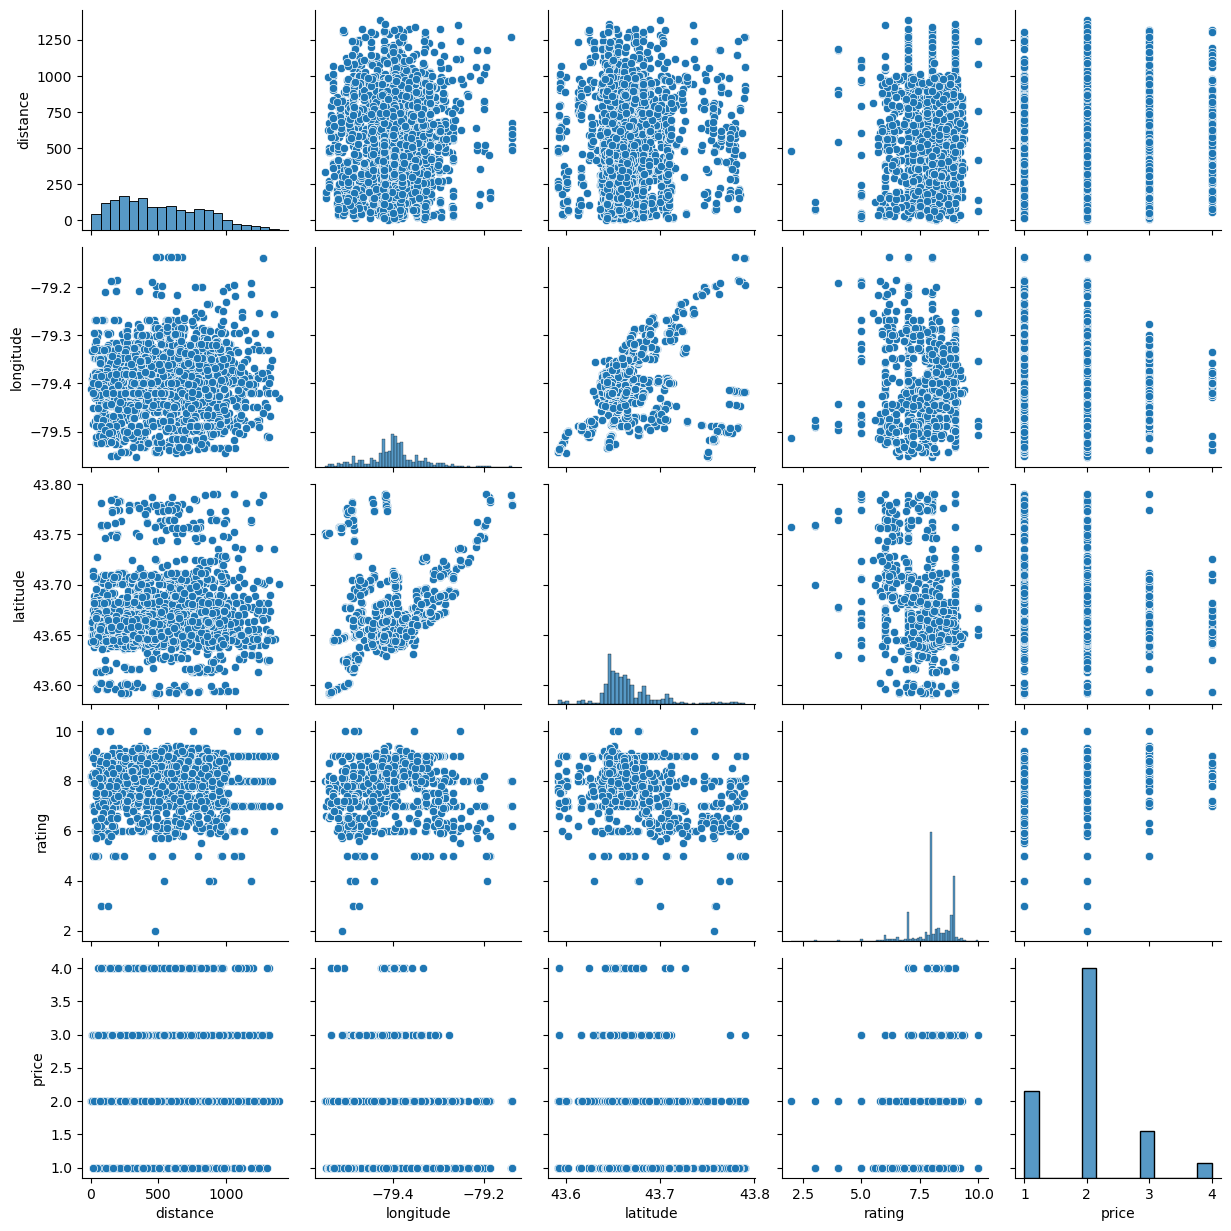 1250
1000
750
500
250
0
distance
−79.2
−79.3
−79.4
−79.5
longitude
43.80
43.75
43.70
43.65
43.60
latitude
10
8
6
4
2
rating
4.0
3.5
3.0
2.5
2.0
1.5
1.0
price
0 500 1000
−79.4 −79.2
43.6 43.7 43.8
2.5 5.0 7.5 10.0
1 2 3 4
distance longitude latitude rating price